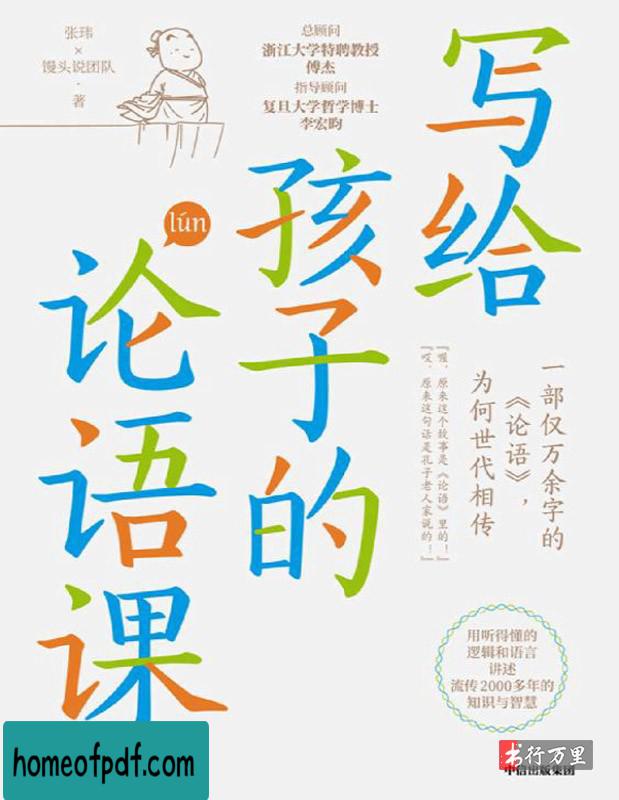 张玮
×
馒头说团队
·
著
总顾问
浙江大学特聘教授
傅杰
指导顾问
复旦大学哲学博士
李宏昀
写给
孩子的
lún
论语课
一部仅万余字的
《论语》，
为何世代相传
『喔，原来这个故事是《论语》里的！』
『哎，原来这句话是孔子老人家说的！』
用听得懂的
逻辑和语言
讲述
流传2000多年的
知识与智慧
书行万里
中信出版集团
homeofpdf.com